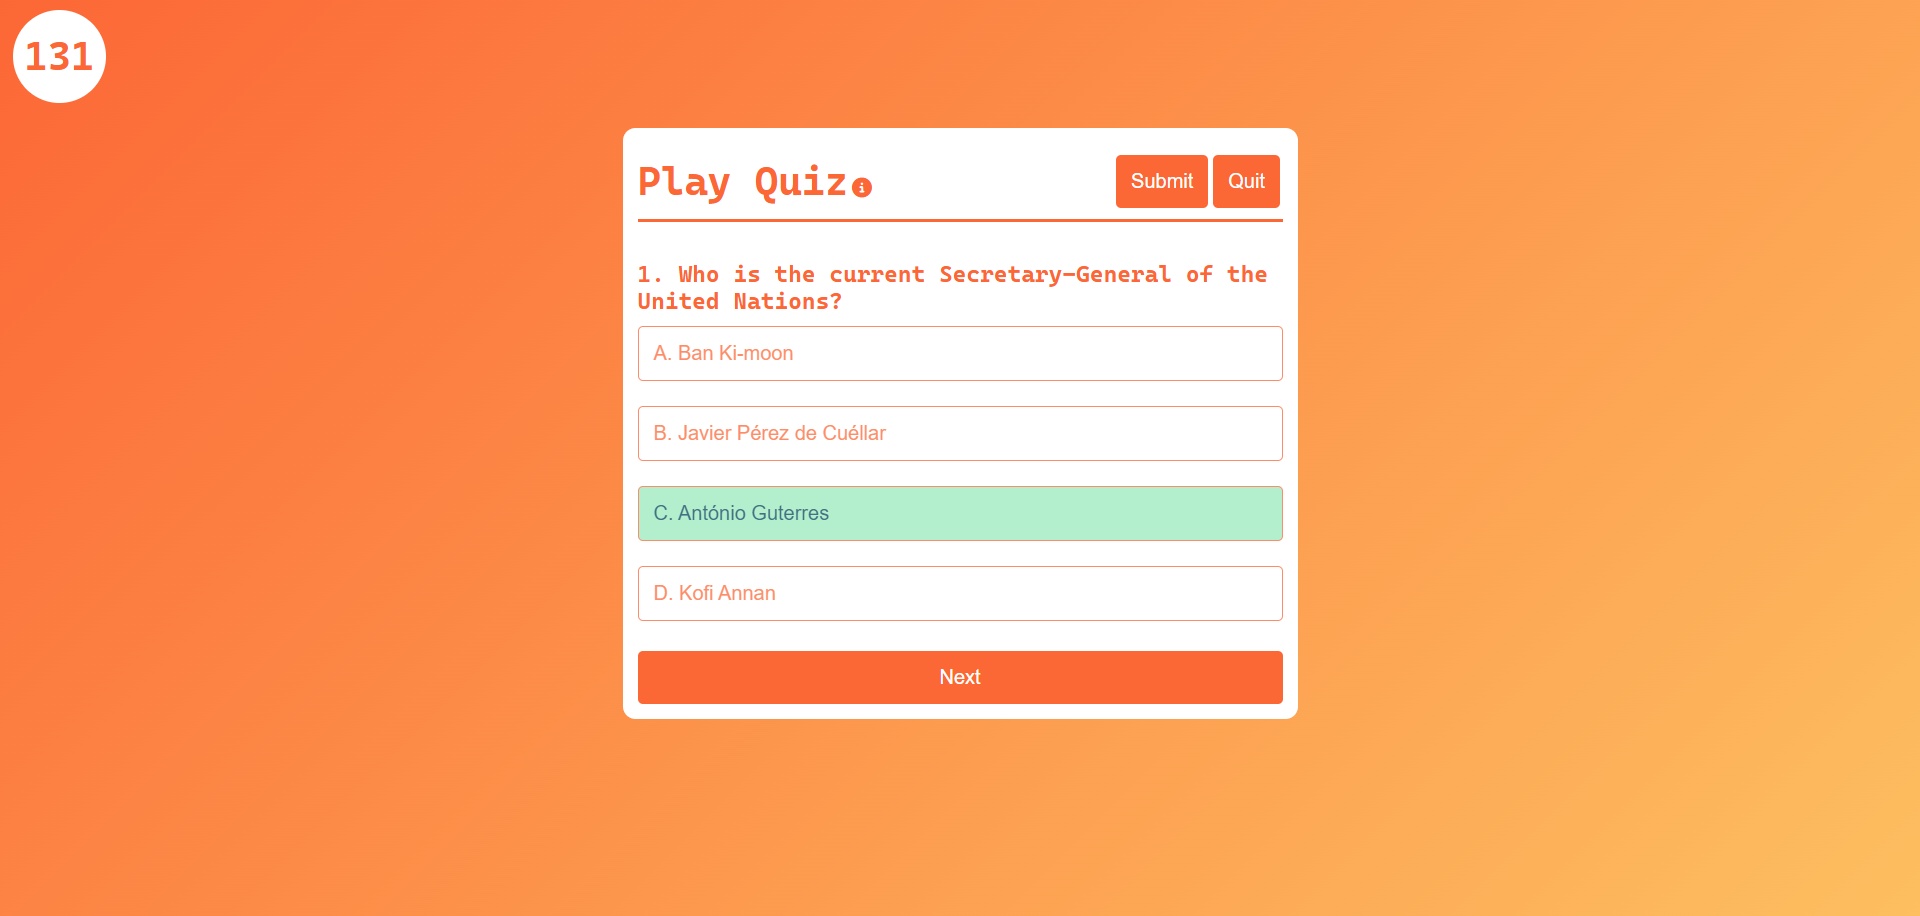 131
Play Quiz
Submit
Quit
1. Who is the current Secretary-General of the
United Nations?
A. Ban Ki-moon
B. Javier Pérez de Cuéllar
C. António Guterres
D. Kofi Annan
Next